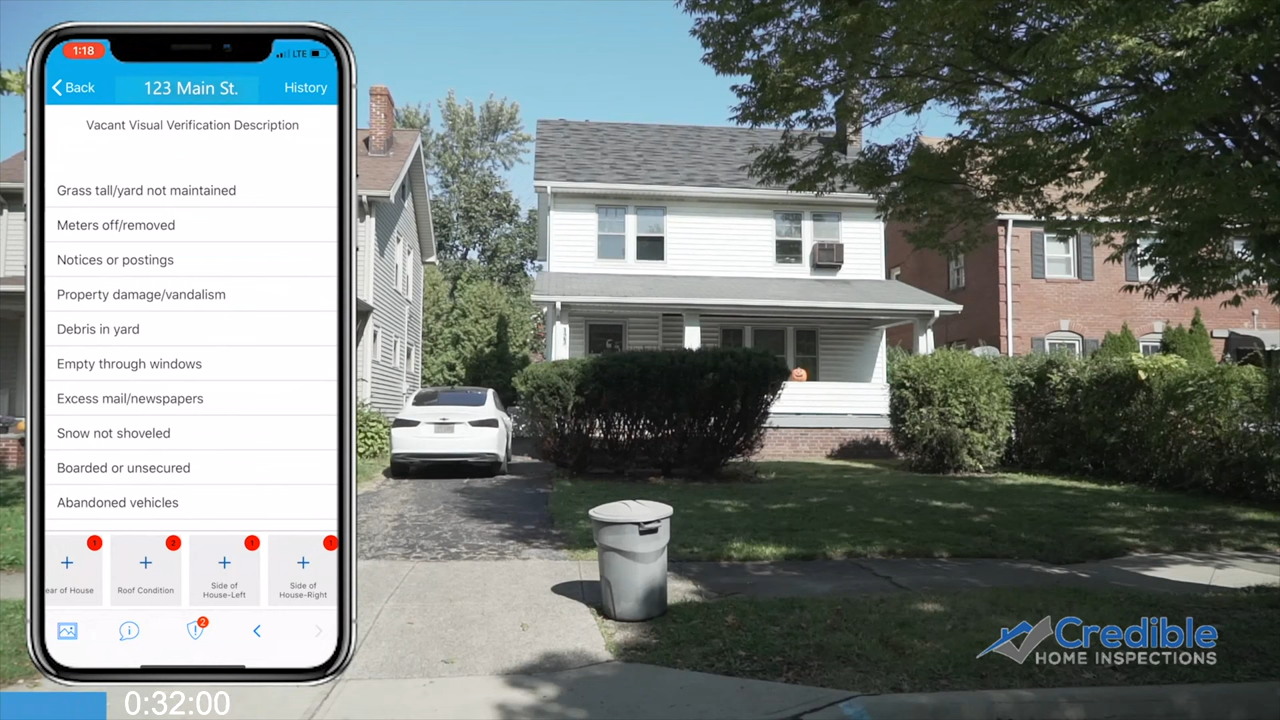 1:18
LTE
Back
123 Main St.
History
Vacant Visual Verification Description
Grass tall/yard not maintained
Meters off/removed
Notices or postings
Property damage/vandalism
Debris in yard
Empty through windows
Excess mail/newspapers
Snow not shoveled
Boarded or unsecured
Abandoned vehicles
1
2
1
1
ear of House
Roof Condition
Side of
House-Left
Side of
House-Right
2
0:32:00
Credible
HOME INSPECTIONS